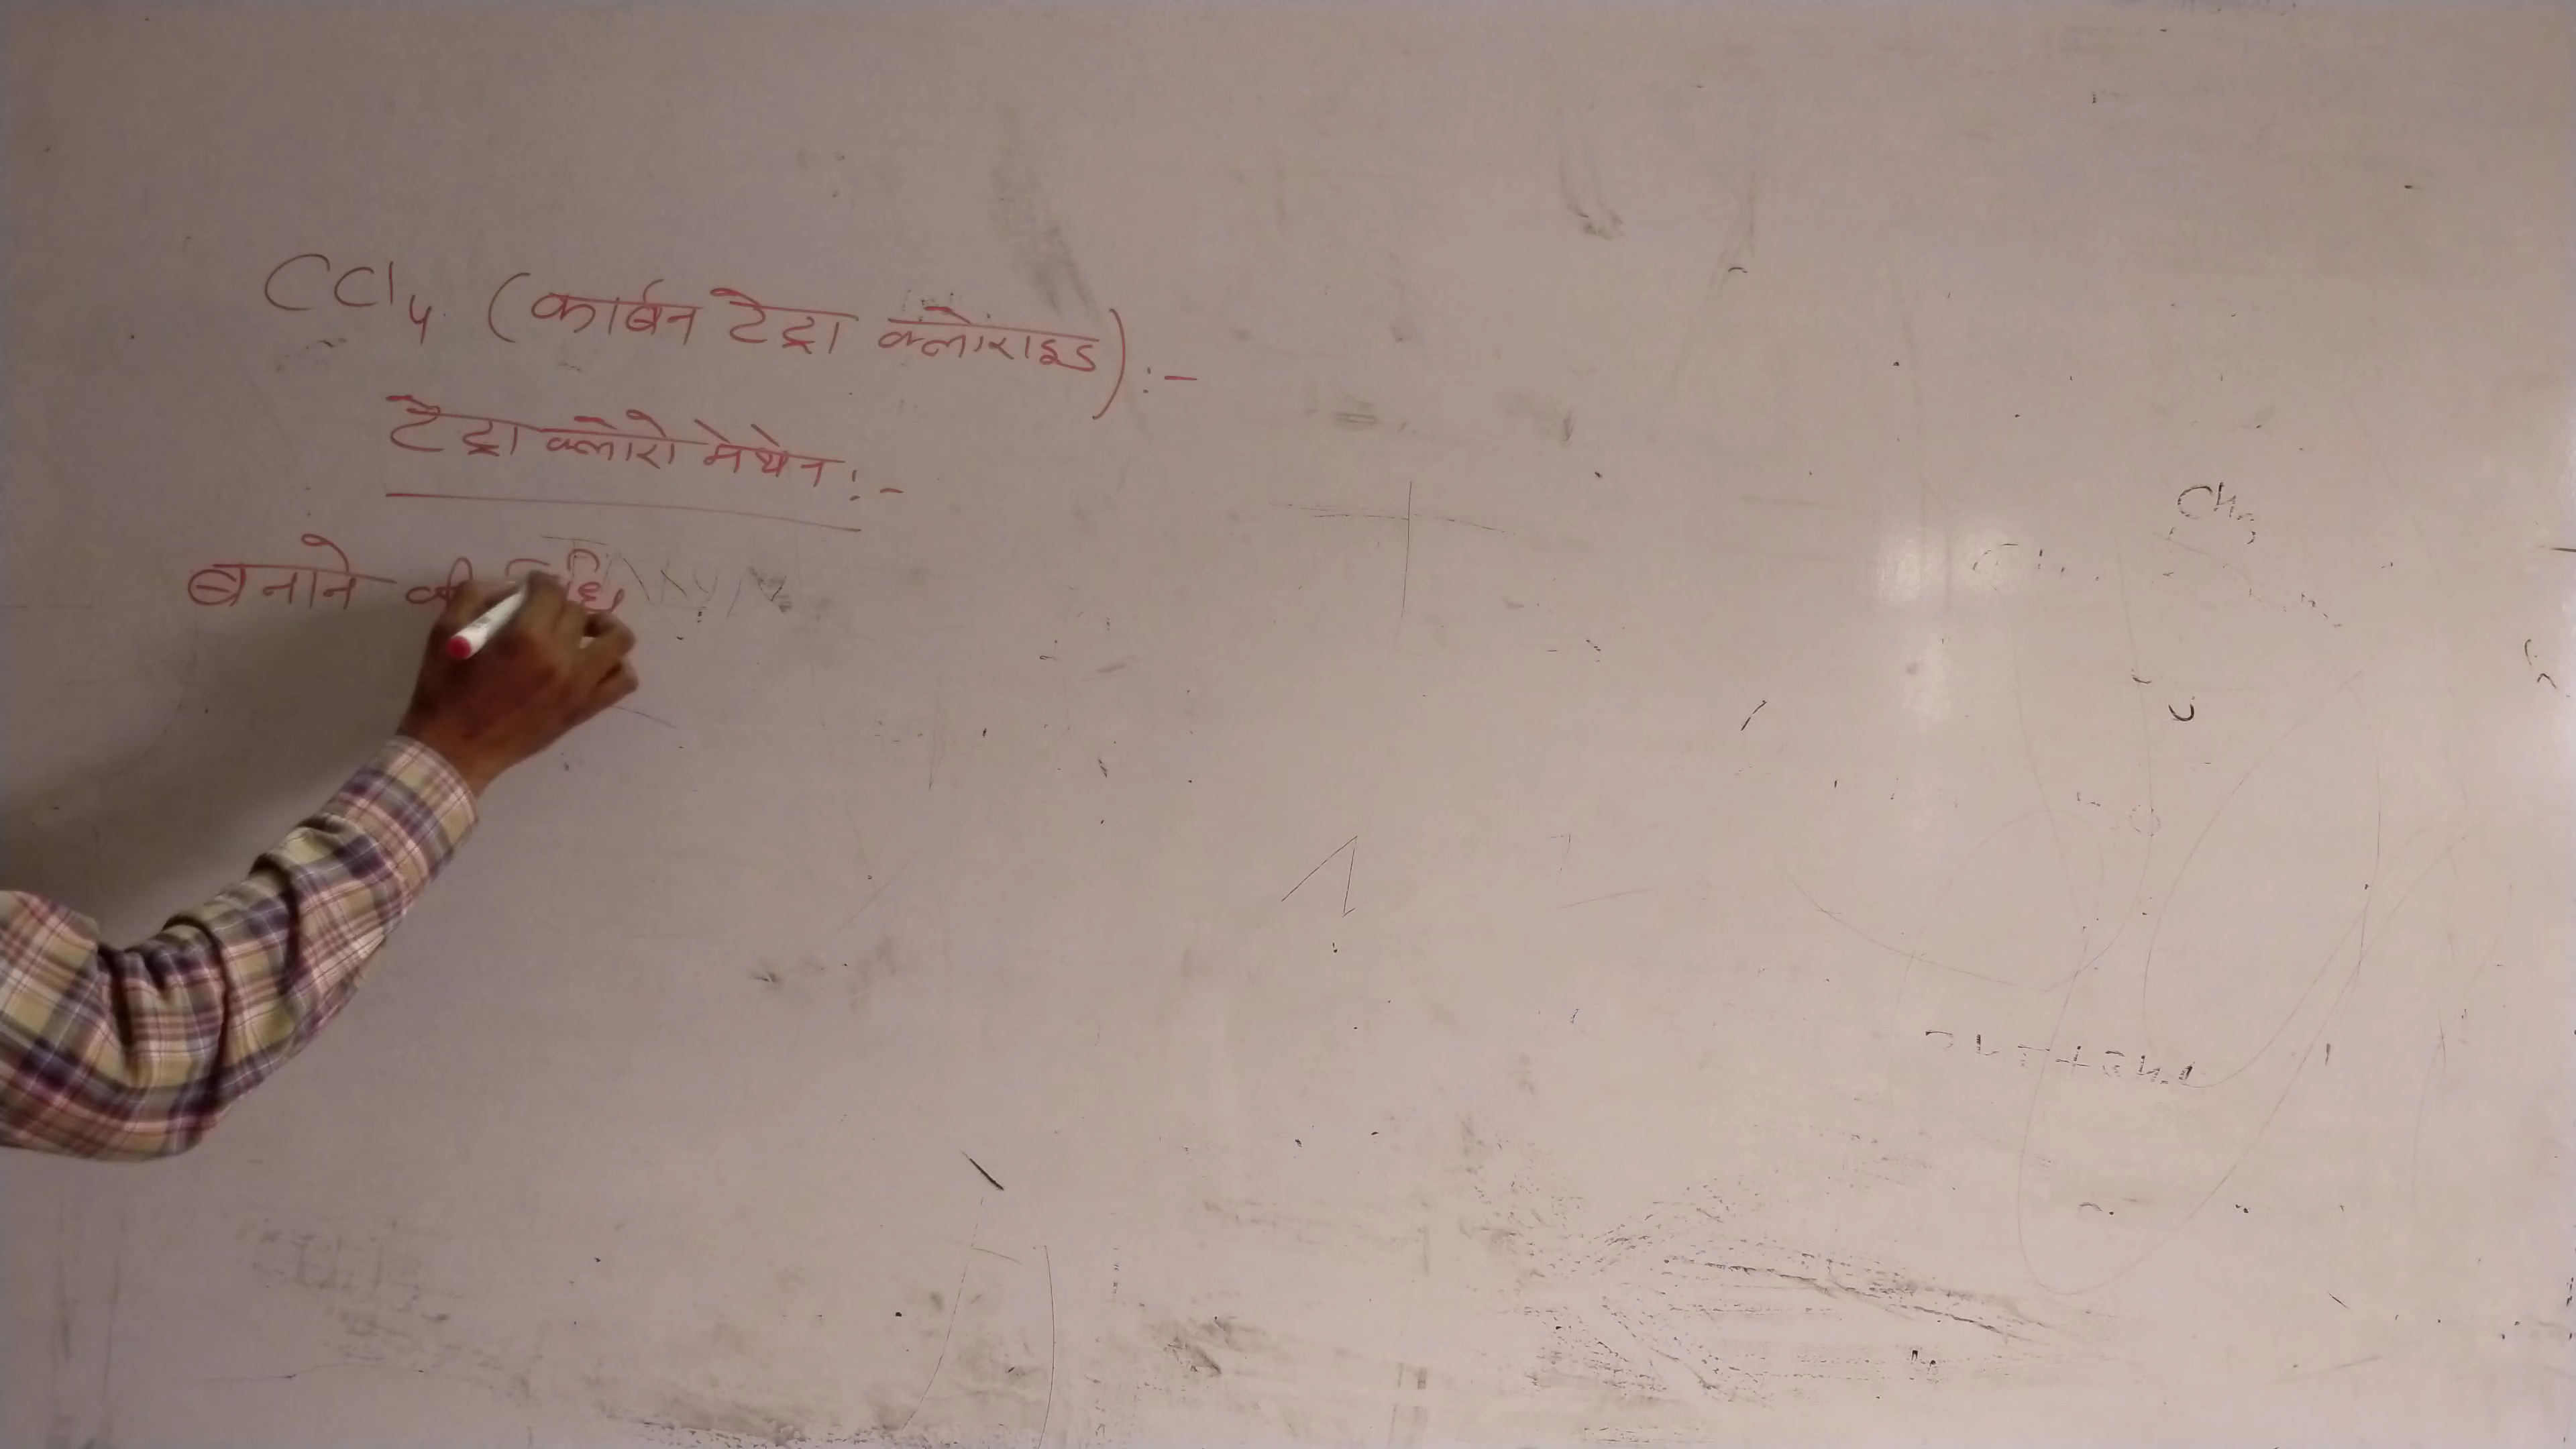 CCl₄ (कार्बन टेट्रा क्लोराइड) :-
टेट्रा क्लोरो मेथेन :-
बनाने की